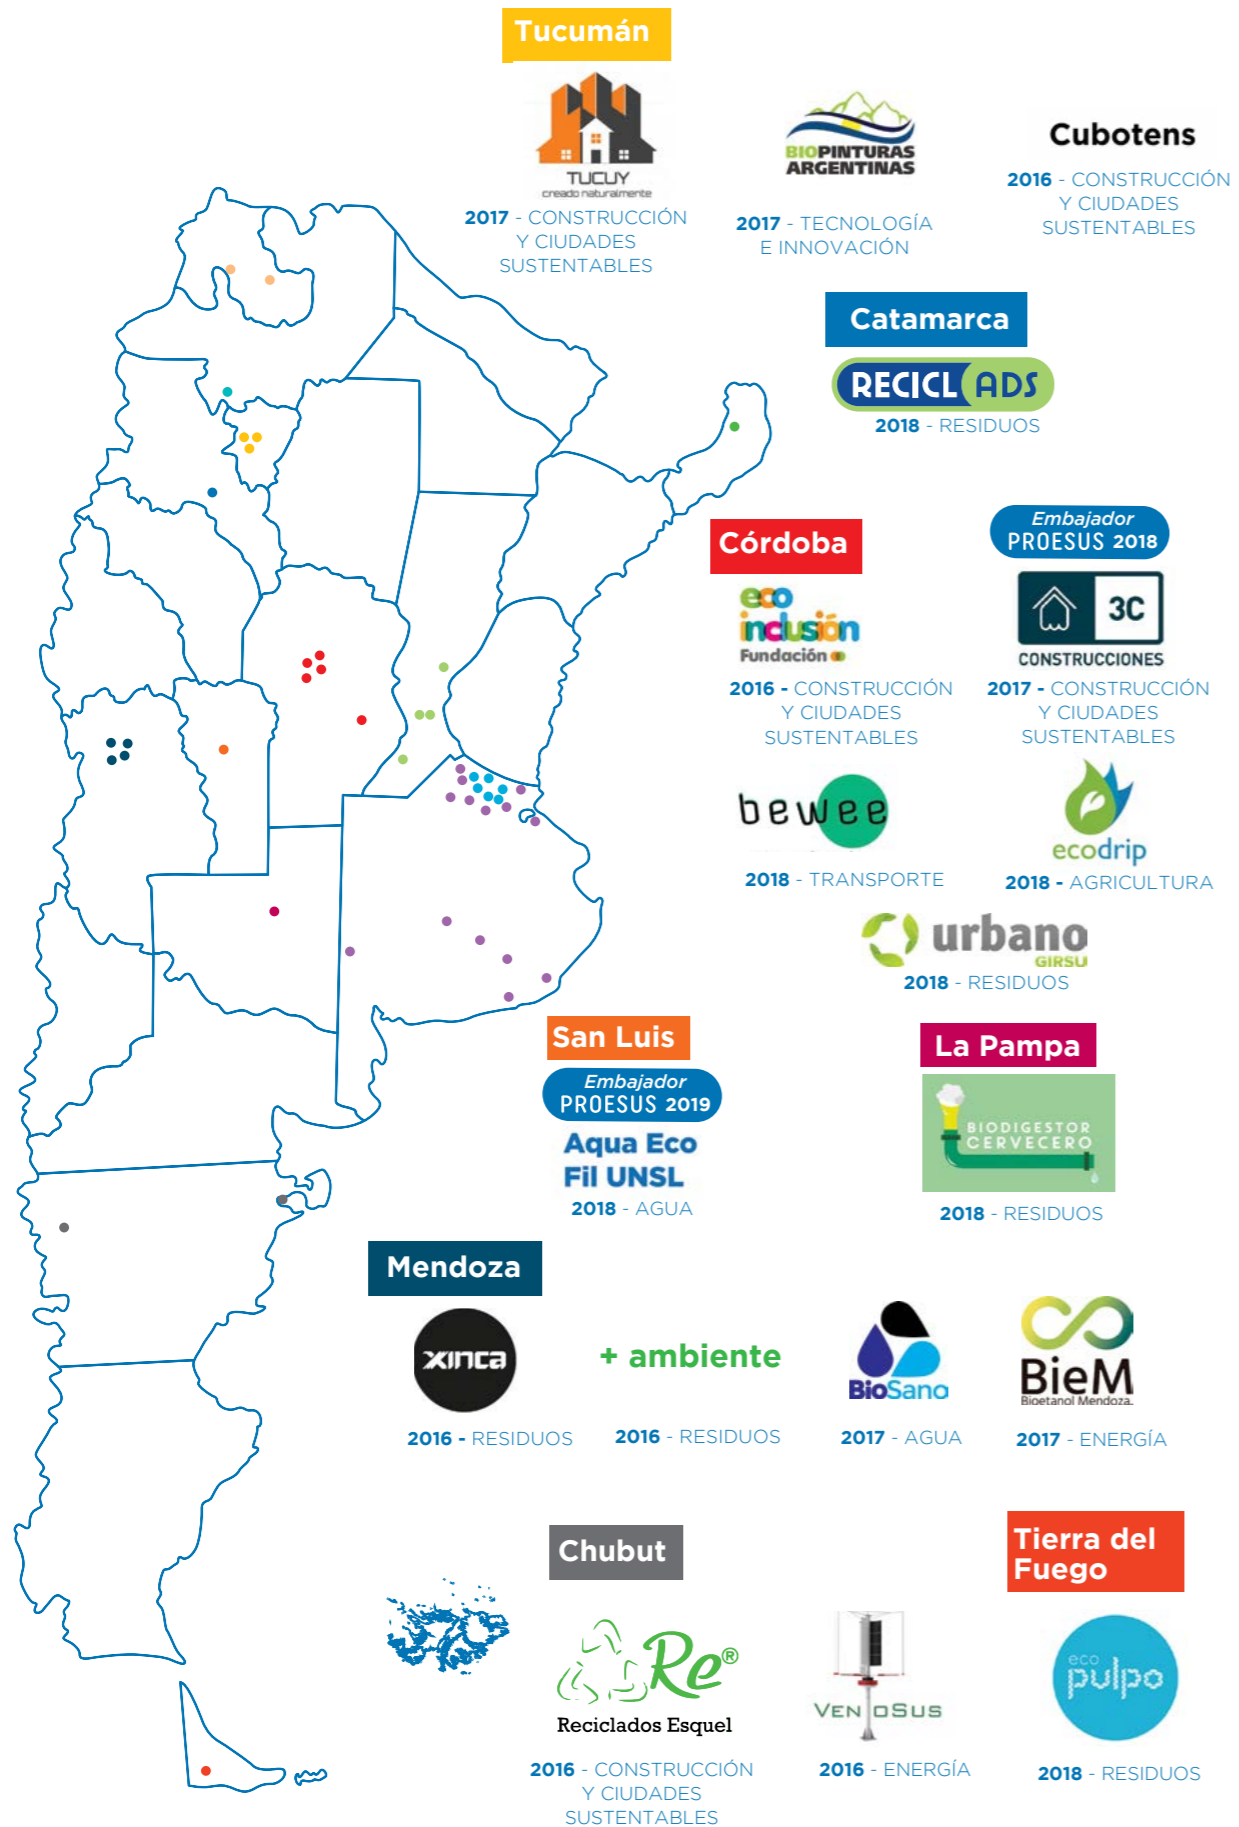 Tucumán
TUCUY
creado naturalmente
2017 - CONSTRUCCIÓN
Y CIUDADES
SUSTENTABLES
BIOPINTURAS
ARGENTINAS
2017 - TECNOLOGÍA
E INNOVACIÓN
Cubotens
2016 - CONSTRUCCIÓN
Y CIUDADES
SUSTENTABLES
Catamarca
RECICLADS
2018 - RESIDUOS
Córdoba
eco
inclusión
Fundación
2016 - CONSTRUCCIÓN
Y CIUDADES
SUSTENTABLES
Embajador
PROESUS 2018
3C
CONSTRUCCIONES
2017 - CONSTRUCCIÓN
Y CIUDADES
SUSTENTABLES
bewee
2018 - TRANSPORTE
ecodrip
2018 - AGRICULTURA
urbano
GIRSU
2018 - RESIDUOS
San Luis
Embajador
PROESUS 2019
Aqua Eco
Fil UNSL
2018 - AGUA
La Pampa
BIODIGESTOR
CERVECERO
2018 - RESIDUOS
Mendoza
xinca
2016 - RESIDUOS
+ ambiente
2016 - RESIDUOS
BioSano
2017 - AGUA
BieM
Bioetanol Mendoza.
2017 - ENERGÍA
Chubut
Re®
Reciclados Esquel
2016 - CONSTRUCCIÓN
Y CIUDADES
SUSTENTABLES
VENTOSUS
2016 - ENERGÍA
Tierra del
Fuego
eco
pulpo
2018 - RESIDUOS